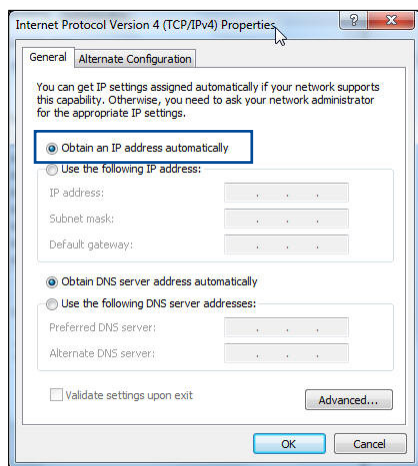 Internet Protocol Version 4 (TCP/IPv4) Properties
General
Alternate Configuration
You can get IP settings assigned automatically if your network supports
this capability. Otherwise, you need to ask your network administrator
for the appropriate IP settings.
Obtain an IP address automatically
Use the following IP address:
IP address:
Subnet mask:
Default gateway:
Obtain DNS server address automatically
Use the following DNS server addresses:
Preferred DNS server:
Alternate DNS server:
Validate settings upon exit
Advanced...
OK
Cancel